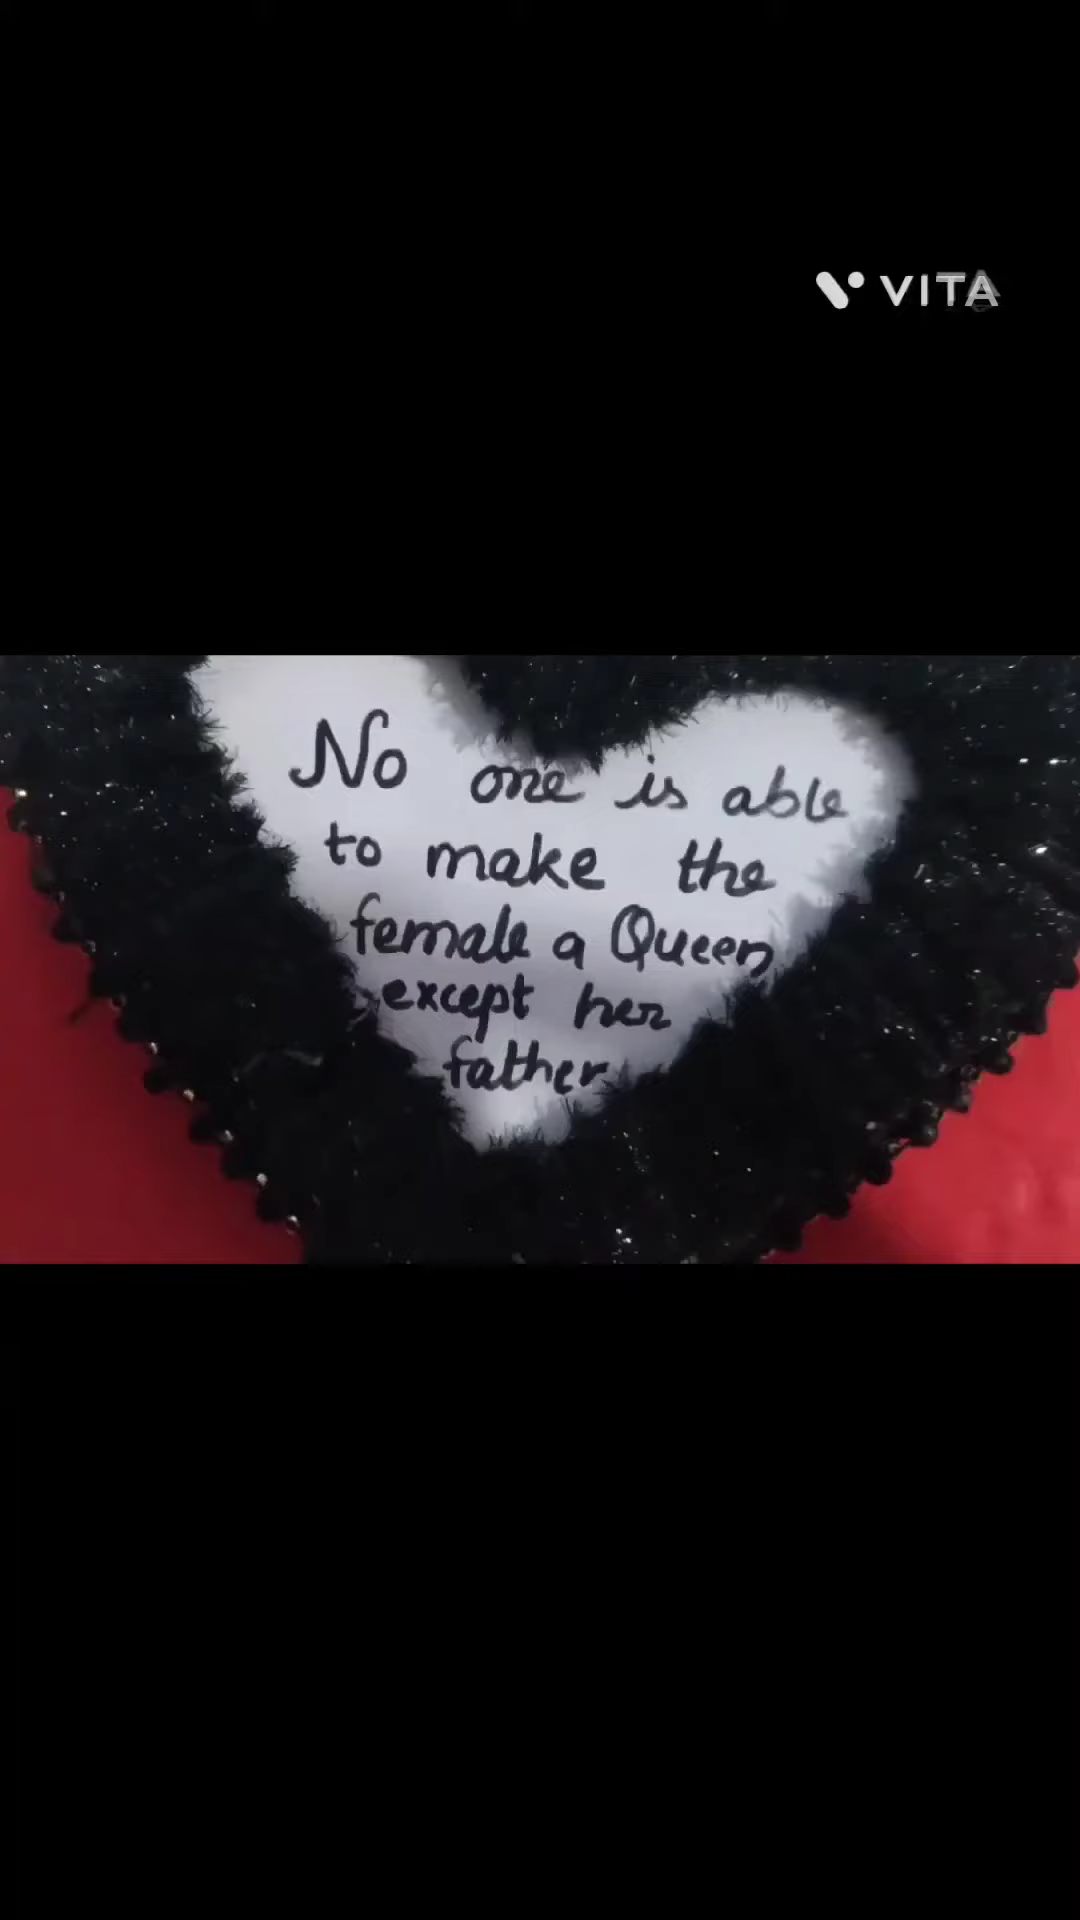 VITA
No one is able
to make the
female a Queen
except her
father